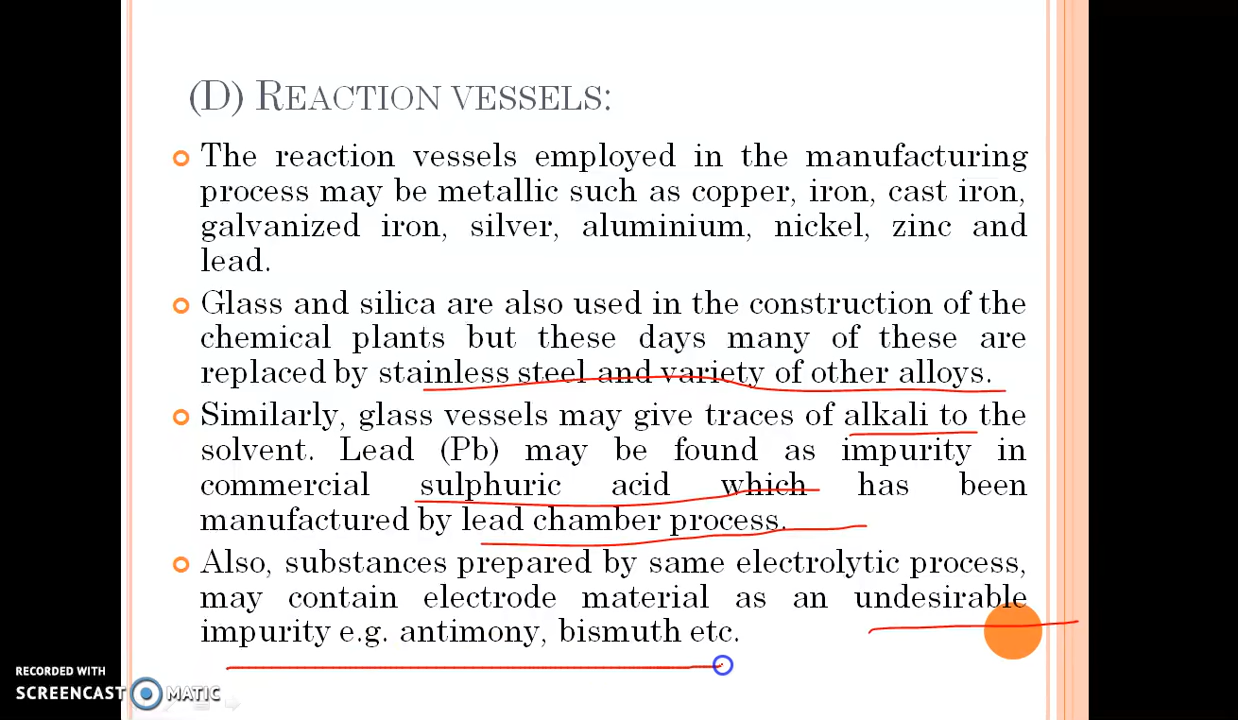 (D) REACTION VESSELS:
The reaction vessels employed in the manufacturing
process may be metallic such as copper, iron, cast iron,
galvanized iron, silver, aluminium, nickel, zinc and
lead.
Glass and silica are also used in the construction of the
chemical plants but these days many of these are
replaced by stainless steel and variety of other alloys.
Similarly, glass vessels may give traces of alkali to the
solvent. Lead (Pb) may be found as impurity in
commercial sulphuric acid which has been
manufactured by lead chamber process.
Also, substances prepared by same electrolytic process,
may contain electrode material as an undesirable
impurity e.g. antimony, bismuth etc.
RECORDED WITH
SCREENCAST MATIC